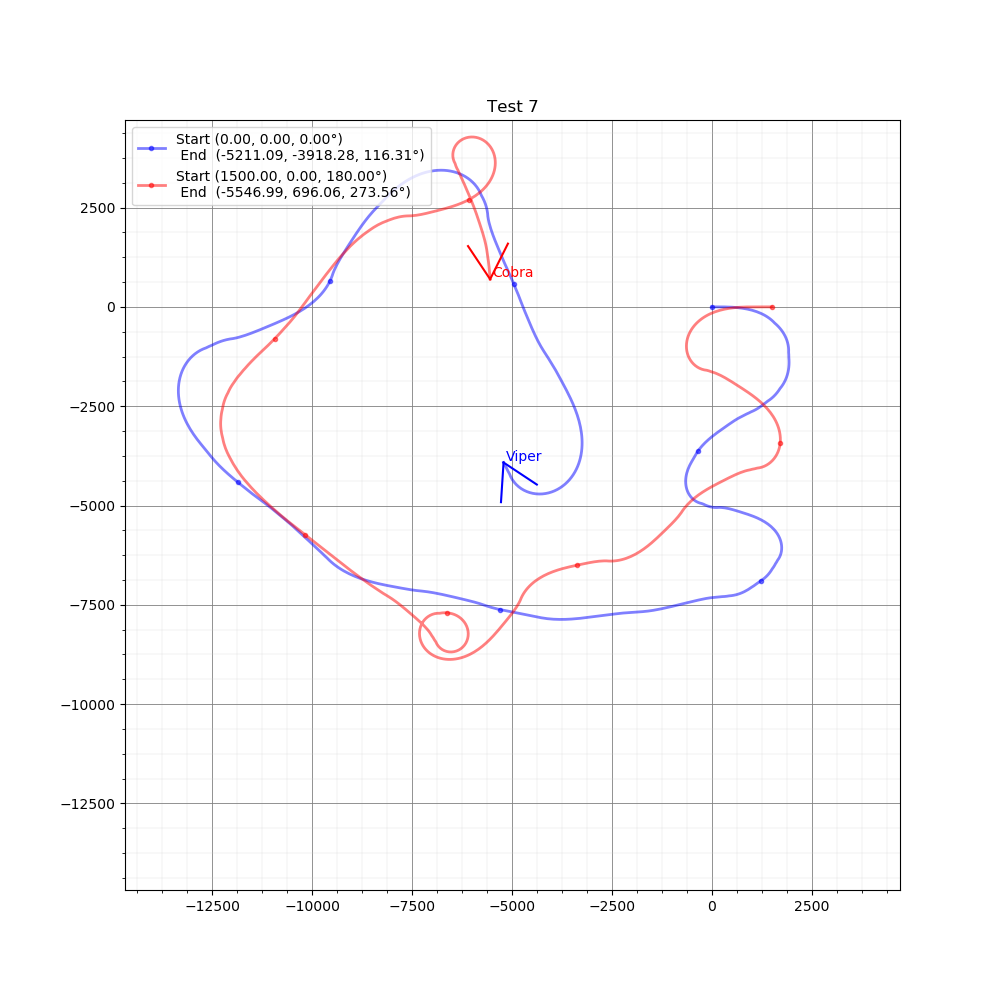 Test 7
Start (0.00, 0.00, 0.00°)
End  (-5211.09, -3918.28, 116.31°)
Start (1500.00, 0.00, 180.00°)
End  (-5546.99, 696.06, 273.56°)
2500
Cobra
0
−2500
Viper
−5000
−7500
−10000
−12500
−12500 −10000 −7500 −5000 −2500 0 2500